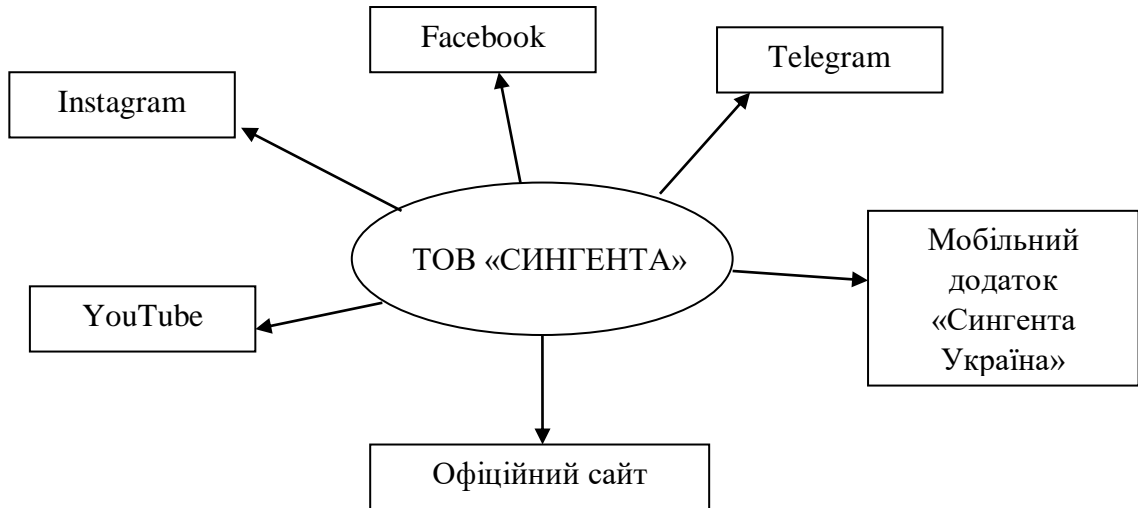 Facebook
Telegram
Instagram
ТОВ «СИНГЕНТА»
Мобільний
додаток
«Сингента
Україна»
YouTube
Офіційний сайт